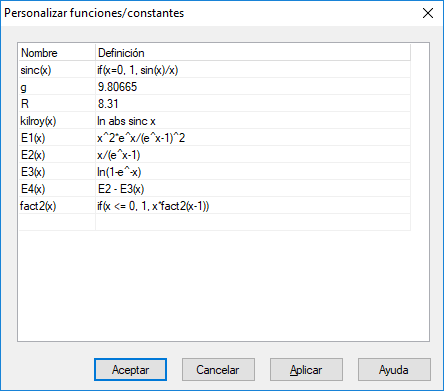 Personalizar funciones/constantes
Nombre Definición
sinc(x) if(x=0, 1, sin(x)/x)
g 9.80665
R 8.31
kilroy(x) ln abs sinc x
E1(x) x^2*e^x/(e^x-1)^2
E2(x) x/(e^x-1)
E3(x) ln(1-e^-x)
E4(x) E2 - E3(x)
fact2(x) if(x <= 0, 1, x*fact2(x-1))
Aceptar Cancelar Aplicar Ayuda